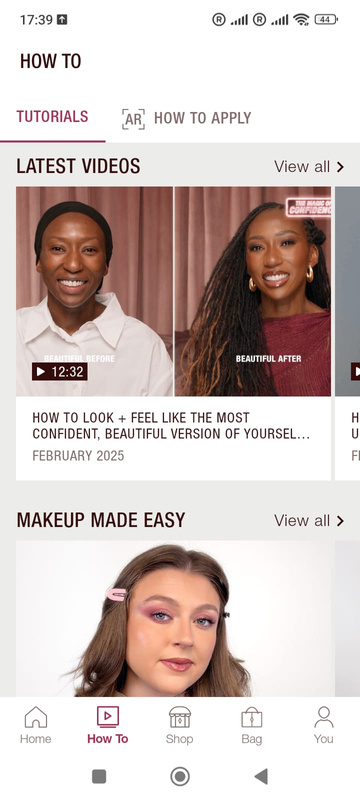 17:39
44
HOW TO
TUTORIALS
AR HOW TO APPLY
LATEST VIDEOS
View all
THE MAGIC OF
CONFIDENC
BEAUTIFUL BEFORE
BEAUTIFUL AFTER
12:32
HOW TO LOOK + FEEL LIKE THE MOST
CONFIDENT, BEAUTIFUL VERSION OF YOURSEL...
FEBRUARY 2025
H
U
F
MAKEUP MADE EASY
View all
Home
How To
Shop
Bag
You